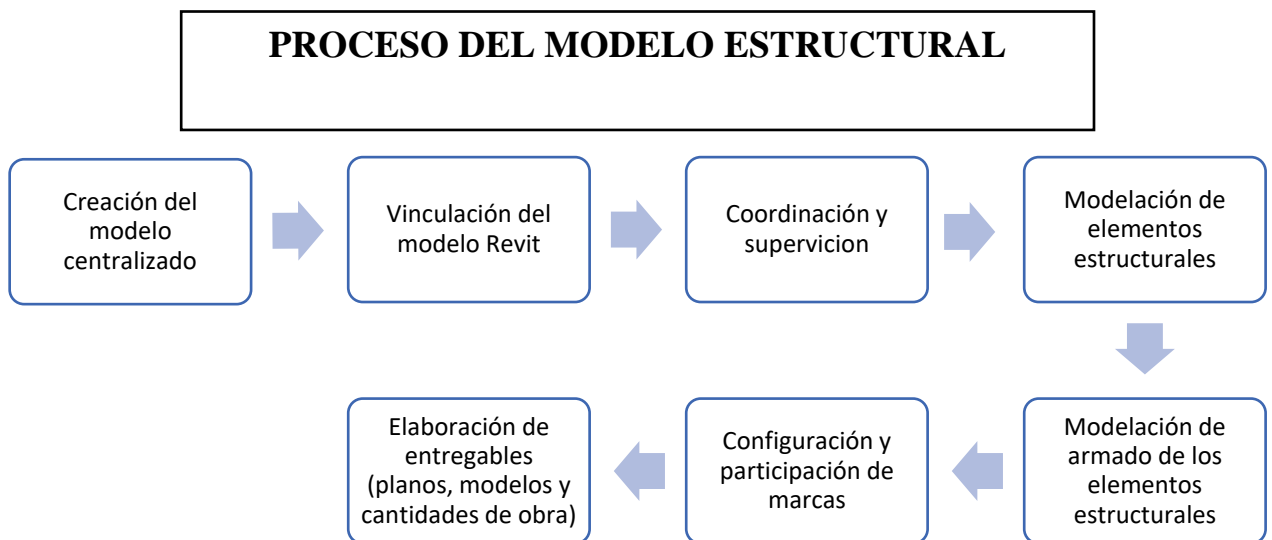 PROCESO DEL MODELO ESTRUCTURAL
Creación del
modelo
centralizado
Vinculación del
modelo Revit
Coordinación y
supervicion
Modelación de
elementos
estructurales
Modelación de
armado de los
elementos
estructurales
Configuración y
participación de
marcas
Elaboración de
entregables
(planos, modelos y
cantidades de obra)